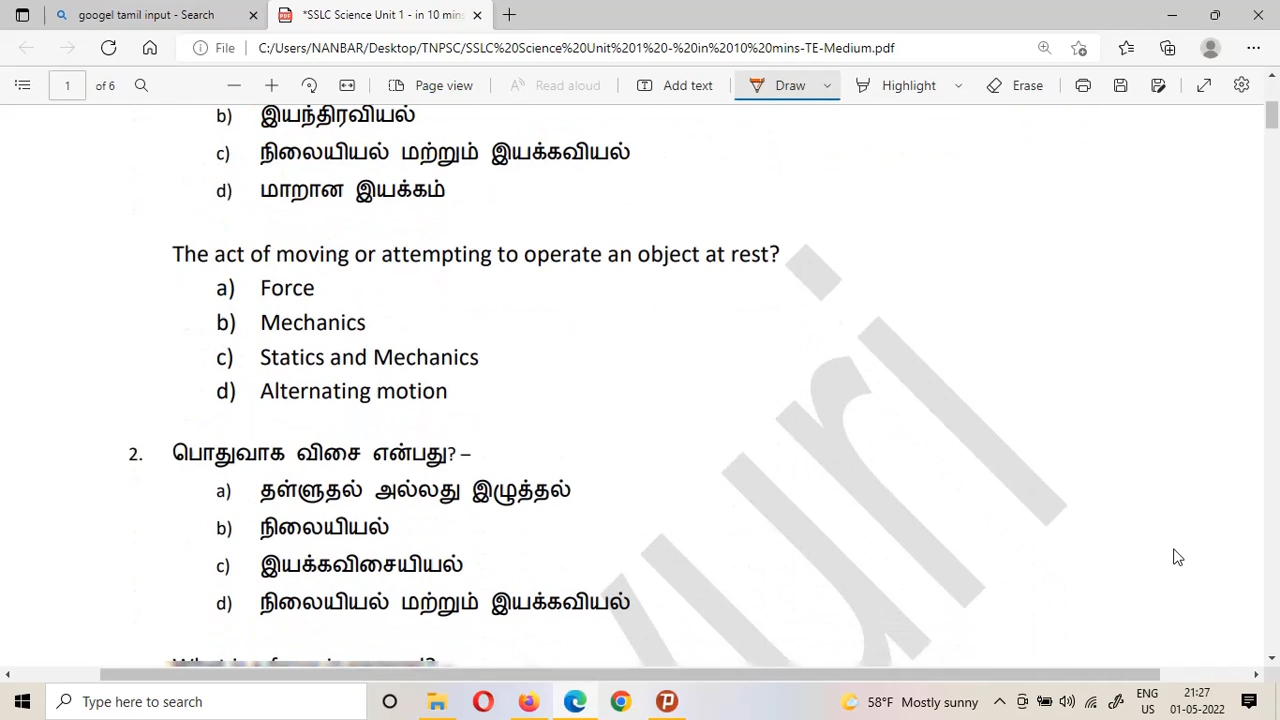 gogel tamil input - Search
*SSLC Science Unit 1 - in 10 mins
File
C:/Users/NANBAR/Desktop/TNPSC/SSLC%20Science%20Unit%201%20-%20in%2010%20mins-TE-Medium.pdf
1 of 6
Page view
Read aloud
Add text
Draw
Highlight
Erase
b) இயந்திரவியல்
c) நிலையியல் மற்றும் இயக்கவியல்
d) மாறான இயக்கம்
The act of moving or attempting to operate an object at rest?
a) Force
b) Mechanics
c) Statics and Mechanics
d) Alternating motion
2. பொதுவாக விசை என்பது? –
a) தள்ளுதல் அல்லது இழுத்தல்
b) நிலையியல்
c) இயக்கவிசையியல்
d) நிலையியல் மற்றும் இயக்கவியல்
Type here to search
58°F Mostly sunny
ENG
US
21:27
01-05-2022